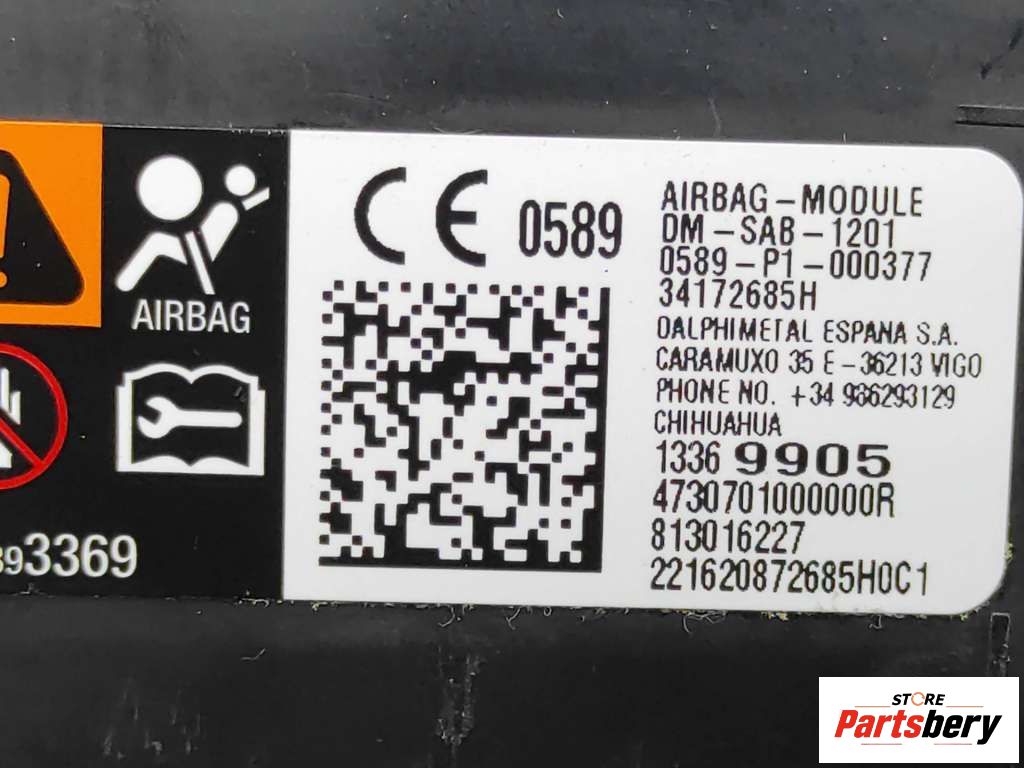 0589
AIRBAG-MODULE
DM-SAB-1201
0589-P1-000377
34172685H
DALPHIMETAL ESPANA S.A.
CARAMUXO 35 E-36213 VIGO
PHONE NO. +34 986293129
CHIHUAHUA
1336 9905
4730701000000R
813016227
221620872685H0C1
AIRBAG
!
3369
STORE
Partsbery